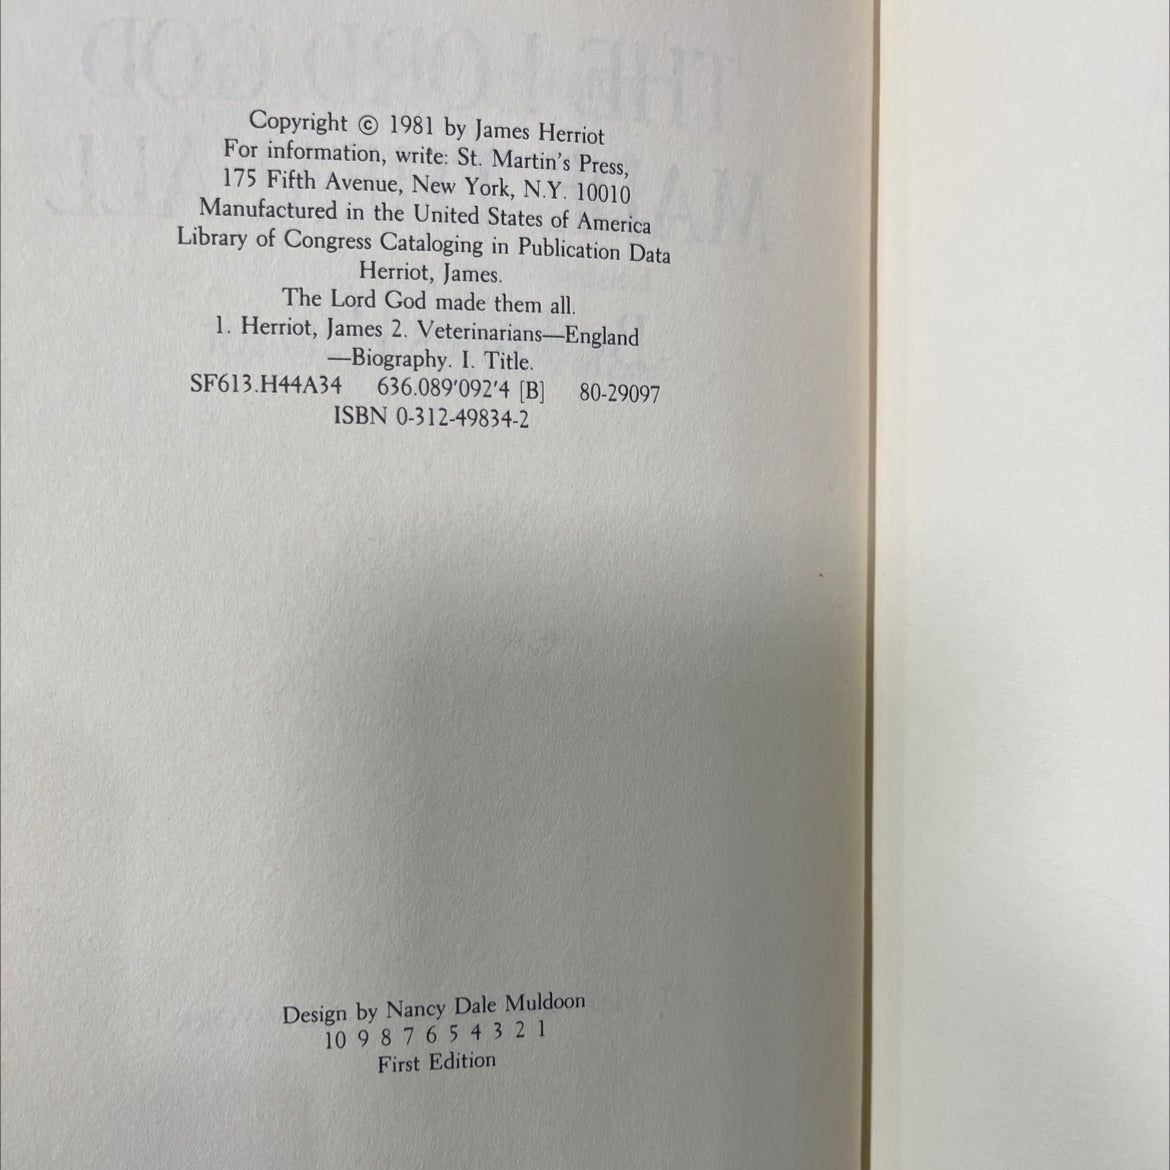 Copyright © 1981 by James Herriot
For information, write: St. Martin's Press,
175 Fifth Avenue, New York, N.Y. 10010
Manufactured in the United States of America
Library of Congress Cataloging in Publication Data
Herriot, James.
The Lord God made them all.
1. Herriot, James 2. Veterinarians—England
—Biography. I. Title.
SF613.H44A34 636.089'092'4 [B] 80-29097
ISBN 0-312-49834-2
Design by Nancy Dale Muldoon
10 9 8 7 6 5 4 3 2 1
First Edition